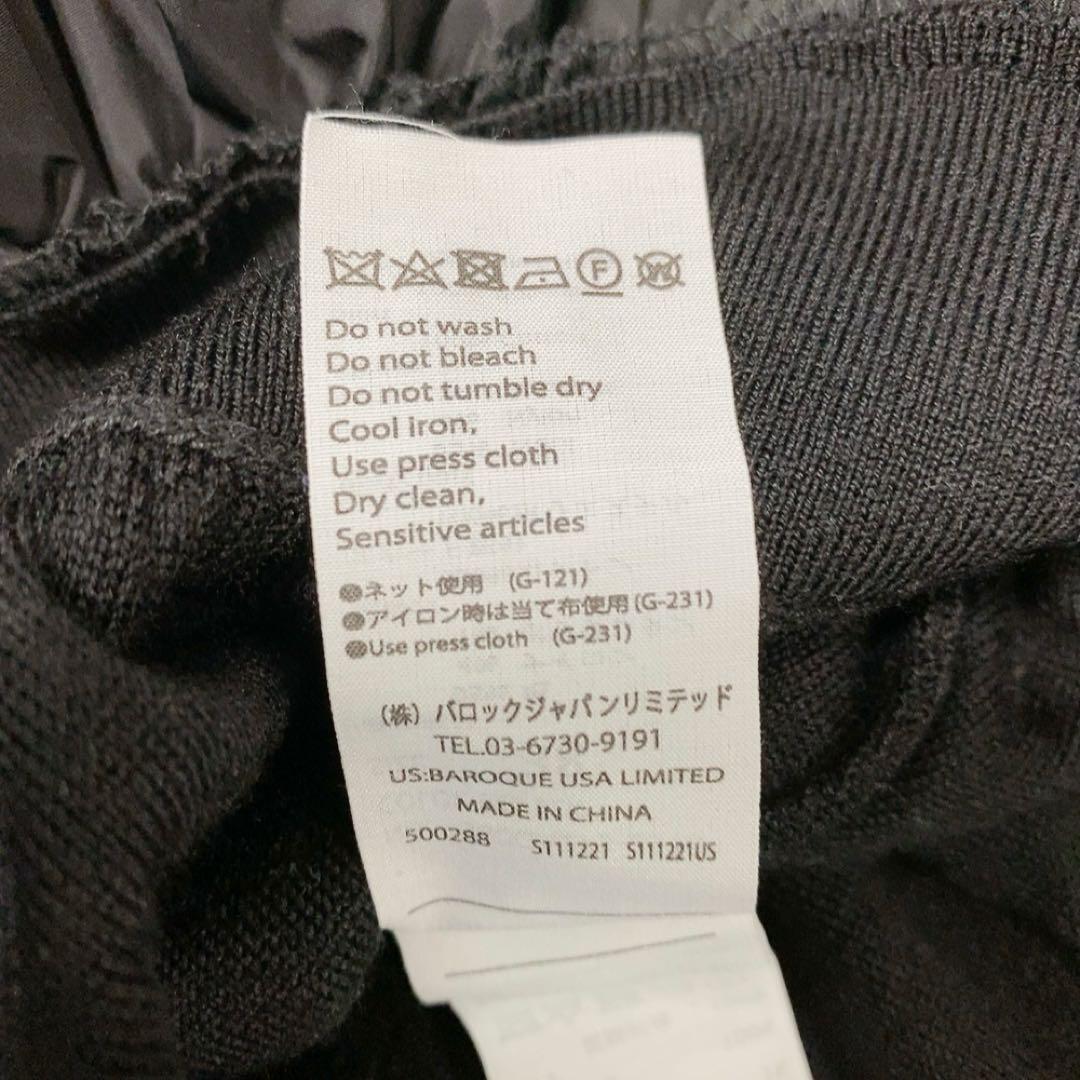 F W
Do not wash
Do not bleach
Do not tumble dry
Cool iron,
Use press cloth
Dry clean,
Sensitive articles
●ネット使用 (G-121)
●アイロン時は当て布使用(G-231)
●Use press cloth (G-231)
(株) バロックジャパンリミテッド
TEL.03-6730-9191
US:BAROQUE USA LIMITED
MADE IN CHINA
500288 S111221 S111221US